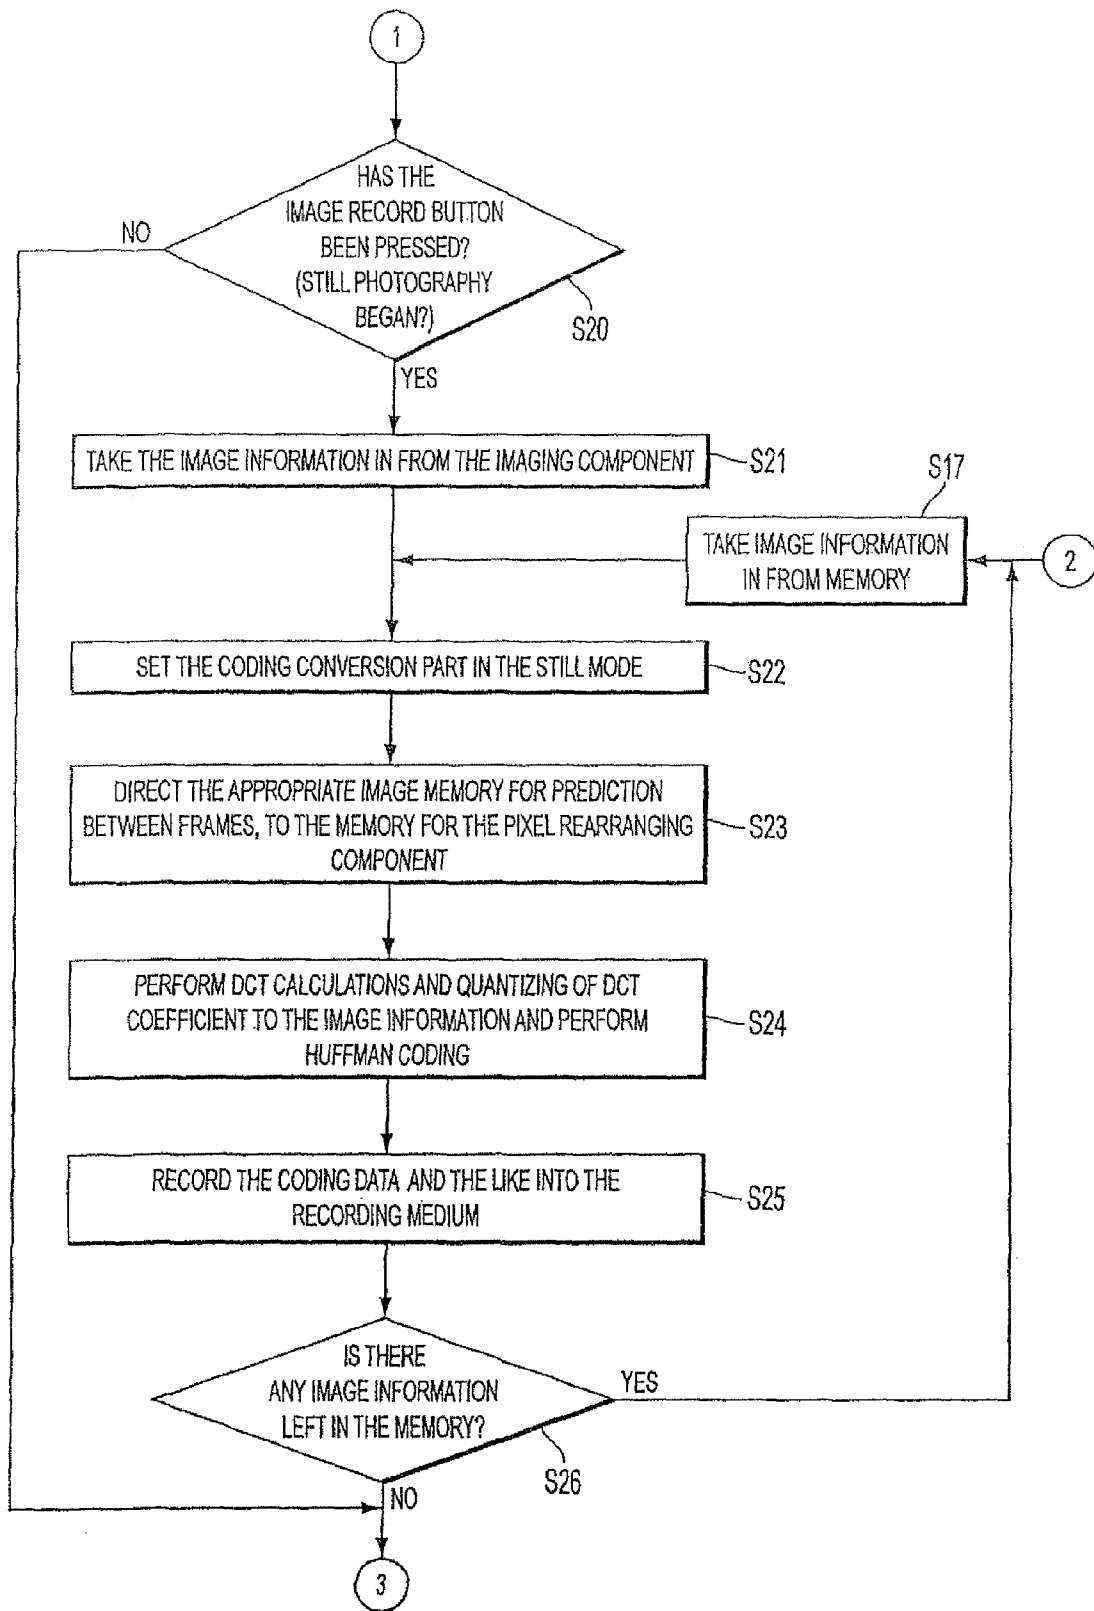 1
HAS THE
IMAGE RECORD BUTTON
BEEN PRESSED?
(STILL PHOTOGRAPHY
BEGAN?)
NO
S20
YES
TAKE THE IMAGE INFORMATION IN FROM THE IMAGING COMPONENT
S21
S17
TAKE IMAGE INFORMATION
IN FROM MEMORY
2
SET THE CODING CONVERSION PART IN THE STILL MODE
S22
DIRECT THE APPROPRIATE IMAGE MEMORY FOR PREDICTION
BETWEEN FRAMES, TO THE MEMORY FOR THE PIXEL REARRANGING
COMPONENT
S23
PERFORM DCT CALCULATIONS AND QUANTIZING OF DCT
COEFFICIENT TO THE IMAGE INFORMATION AND PERFORM
HUFFMAN CODING
S24
RECORD THE CODING DATA AND THE LIKE INTO THE
RECORDING MEDIUM
S25
IS THERE
ANY IMAGE INFORMATION
LEFT IN THE MEMORY?
YES
S26
NO
3